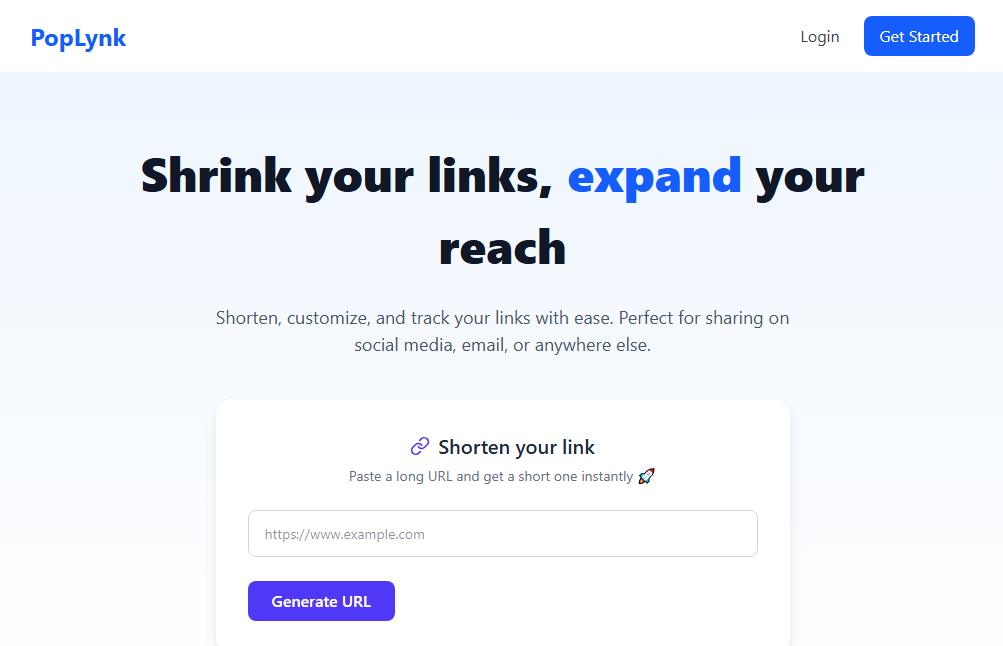 PopLynk
Login
Get Started
Shrink your links, expand your
reach
Shorten, customize, and track your links with ease. Perfect for sharing on
social media, email, or anywhere else.
Shorten your link
Paste a long URL and get a short one instantly 🚀
https://www.example.com
Generate URL